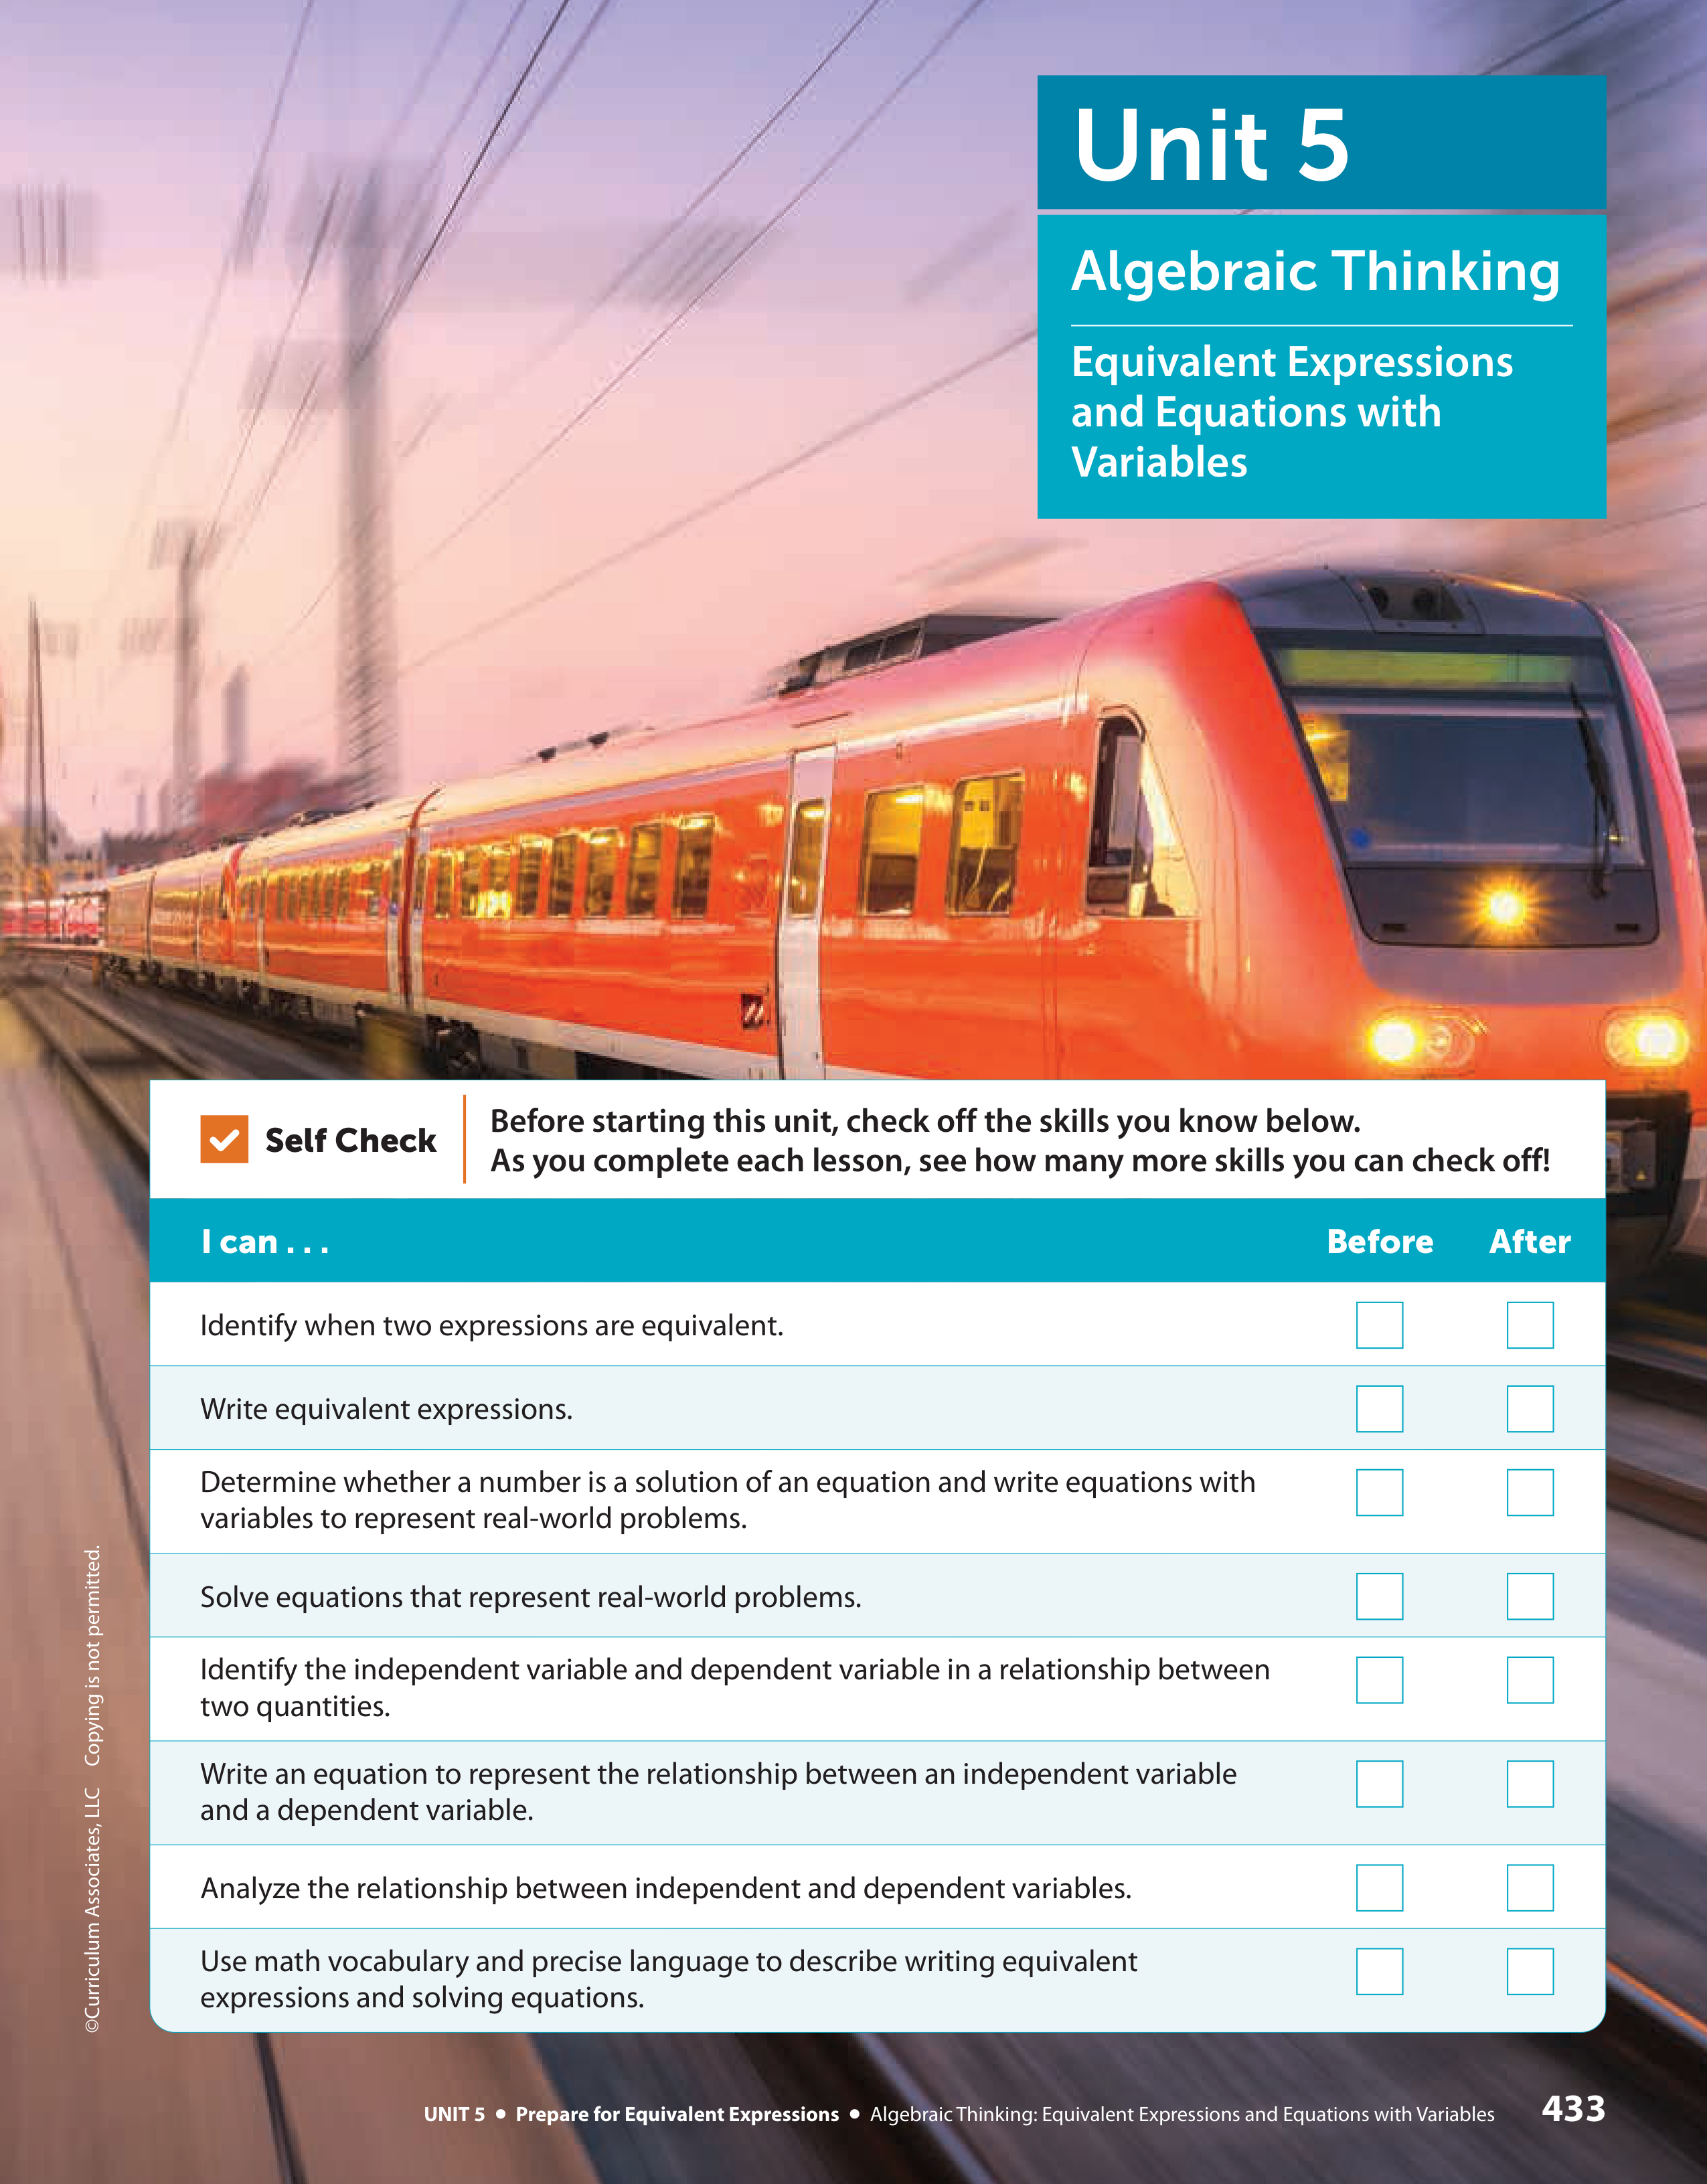 Unit 5
Algebraic Thinking
Equivalent Expressions
and Equations with
Variables
Self Check
Before starting this unit, check off the skills you know below.
As you complete each lesson, see how many more skills you can check off!
I can . . . Before After
Identify when two expressions are equivalent.
Write equivalent expressions.
Determine whether a number is a solution of an equation and write equations with
variables to represent real-world problems.
Solve equations that represent real-world problems.
Identify the independent variable and dependent variable in a relationship between
two quantities.
Write an equation to represent the relationship between an independent variable
and a dependent variable.
Analyze the relationship between independent and dependent variables.
Use math vocabulary and precise language to describe writing equivalent
expressions and solving equations.
©Curriculum Associates, LLC Copying is not permitted.
UNIT 5 • Prepare for Equivalent Expressions • Algebraic Thinking: Equivalent Expressions and Equations with Variables 433